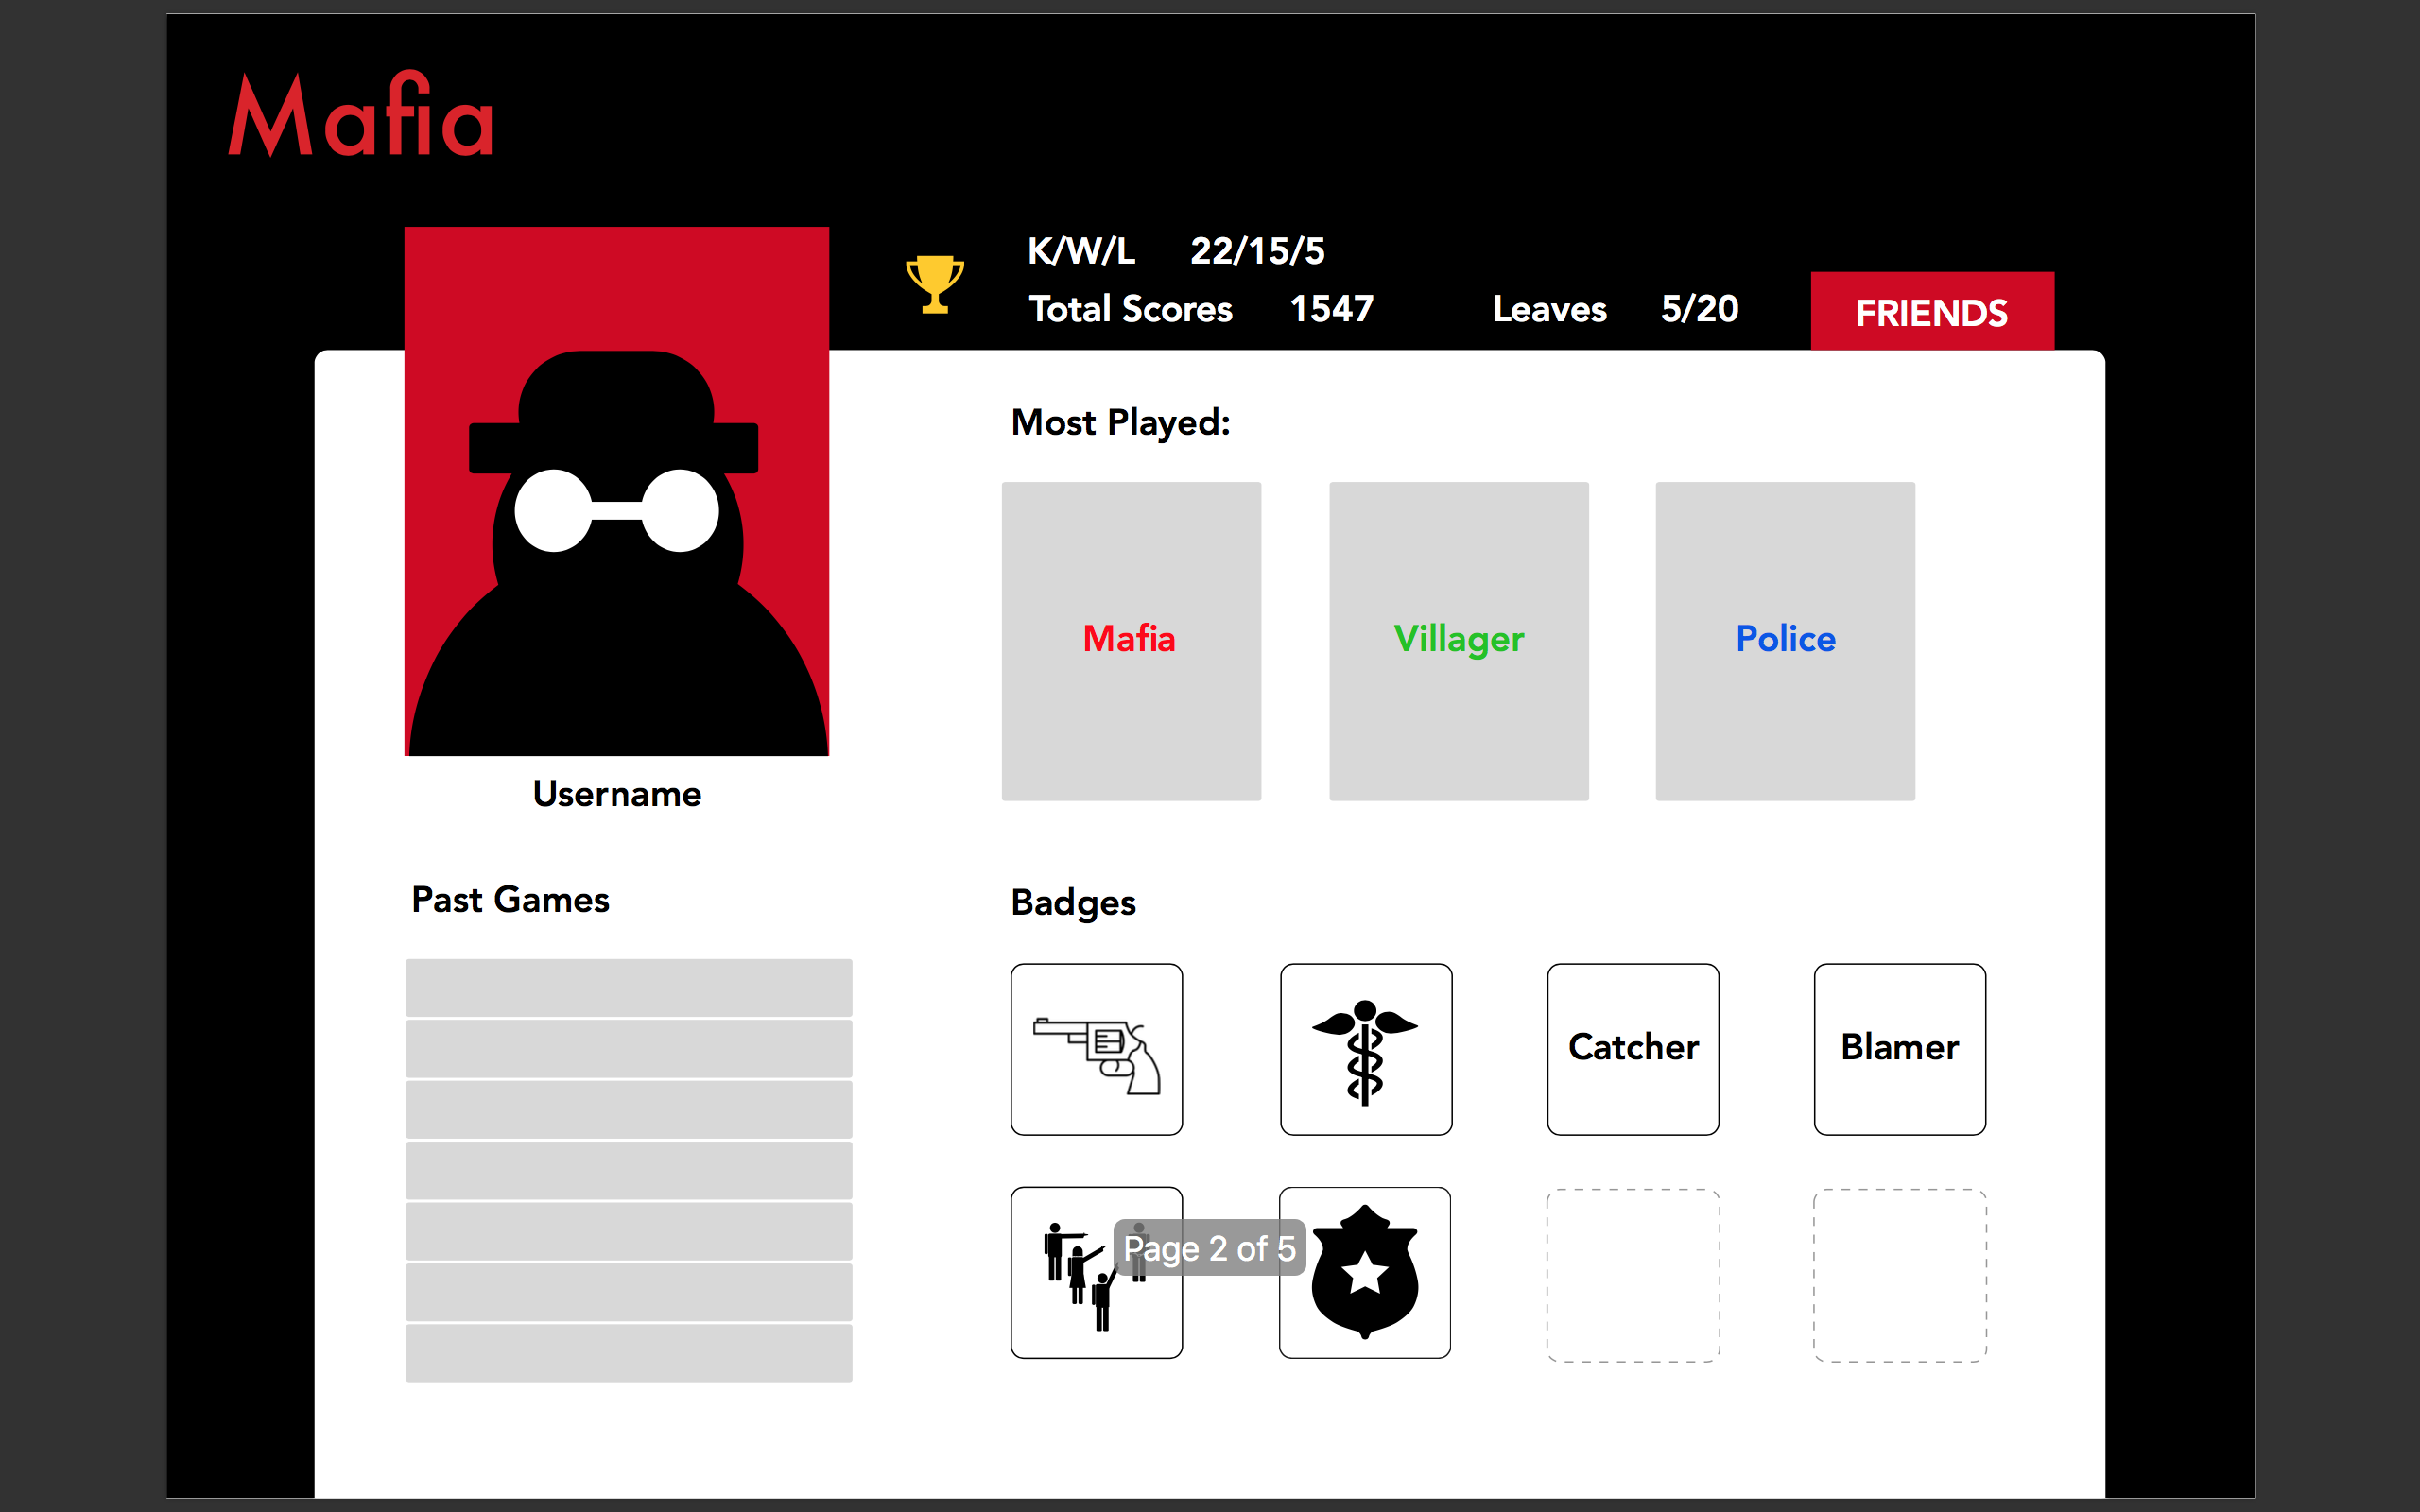 Mafia
K/W/L 22/15/5
Total Scores 1547 Leaves 5/20
FRIENDS
Most Played:
Mafia Villager Police
Username
Past Games
Badges
Catcher Blamer
Page 2 of 5